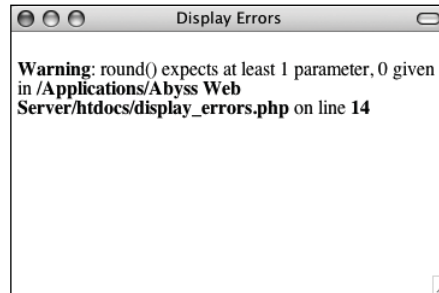 Display Errors
Warning: round() expects at least 1 parameter, 0 given
in /Applications/Abyss Web
Server/htdocs/display_errors.php on line 14